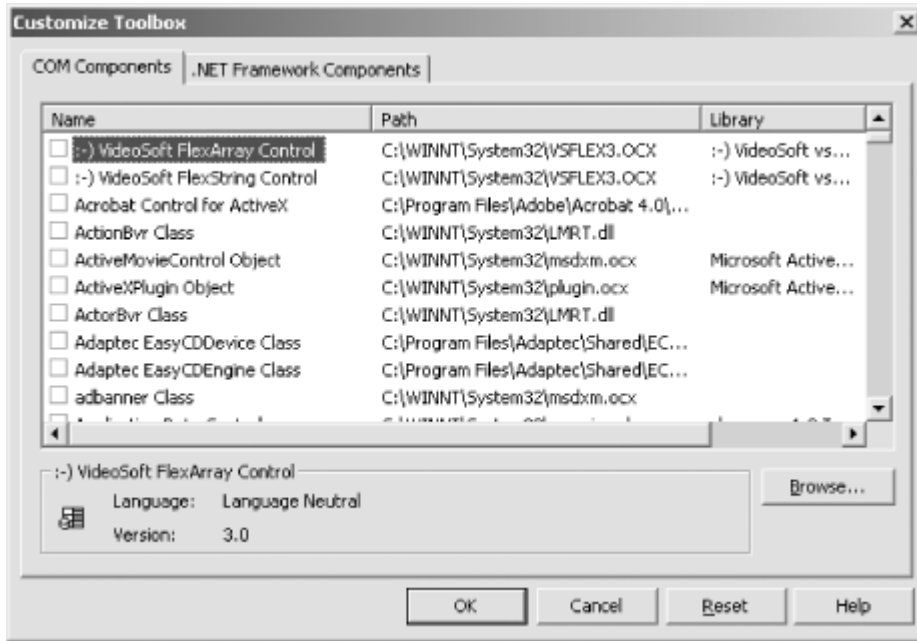 Customize Toolbox
COM Components .NET Framework Components
Name Path Library
:-) VideoSoft FlexArray Control C:\WINNT\System32\VSFLEX3.OCX :-) VideoSoft vs...
:-) VideoSoft FlexString Control C:\WINNT\System32\VSFLEX3.OCX :-) VideoSoft vs...
Acrobat Control for ActiveX C:\Program Files\Adobe\Acrobat 4.0\,...
ActionBvr Class C:\WINNT\System32\LMRT.dll
ActiveMovieControl Object C:\WINNT\System32\msdxm.ocx Microsoft Active...
ActiveXPlugin Object C:\WINNT\System32\plugin.ocx Microsoft Active...
ActorBvr Class C:\WINNT\System32\LMRT.dll
Adaptec EasyCDDevice Class C:\Program Files\Adaptec\Shared\EC...
Adaptec EasyCDEngine Class C:\Program Files\Adaptec\Shared\EC...
adbanner Class C:\WINNT\System32\msdxm.ocx
:-) VideoSoft FlexArray Control
Language: Language Neutral
Version: 3.0
Browse...
OK Cancel Reset Help